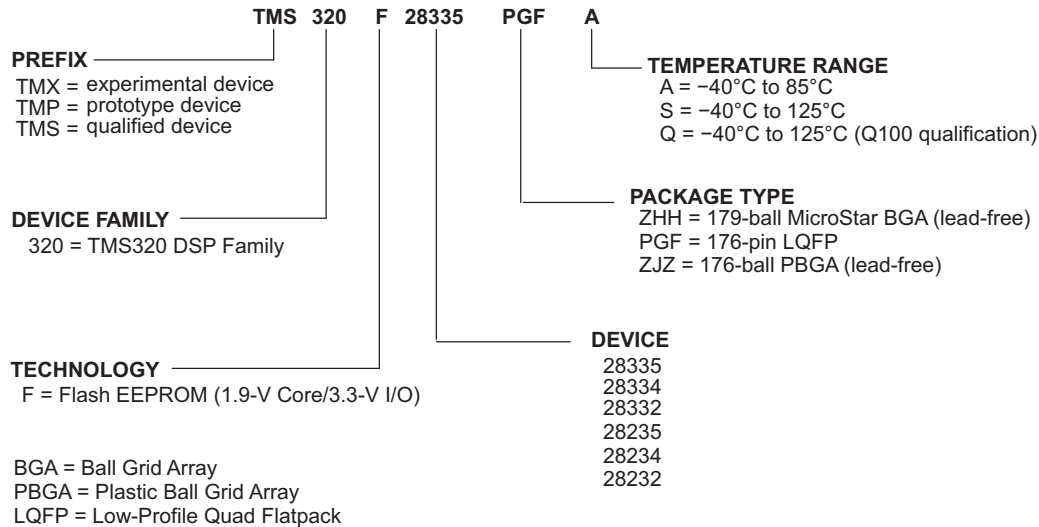 TMS 320 F 28335 PGF A
PREFIX
TMX = experimental device
TMP = prototype device
TMS = qualified device
TEMPERATURE RANGE
A = −40°C to 85°C
S = −40°C to 125°C
Q = −40°C to 125°C (Q100 qualification)
DEVICE FAMILY
320 = TMS320 DSP Family
PACKAGE TYPE
ZHH = 179-ball MicroStar BGA (lead-free)
PGF = 176-pin LQFP
ZJZ = 176-ball PBGA (lead-free)
TECHNOLOGY
F = Flash EEPROM (1.9-V Core/3.3-V I/O)
DEVICE
28335
28334
28332
28235
28234
28232
BGA = Ball Grid Array
PBGA = Plastic Ball Grid Array
LQFP = Low-Profile Quad Flatpack